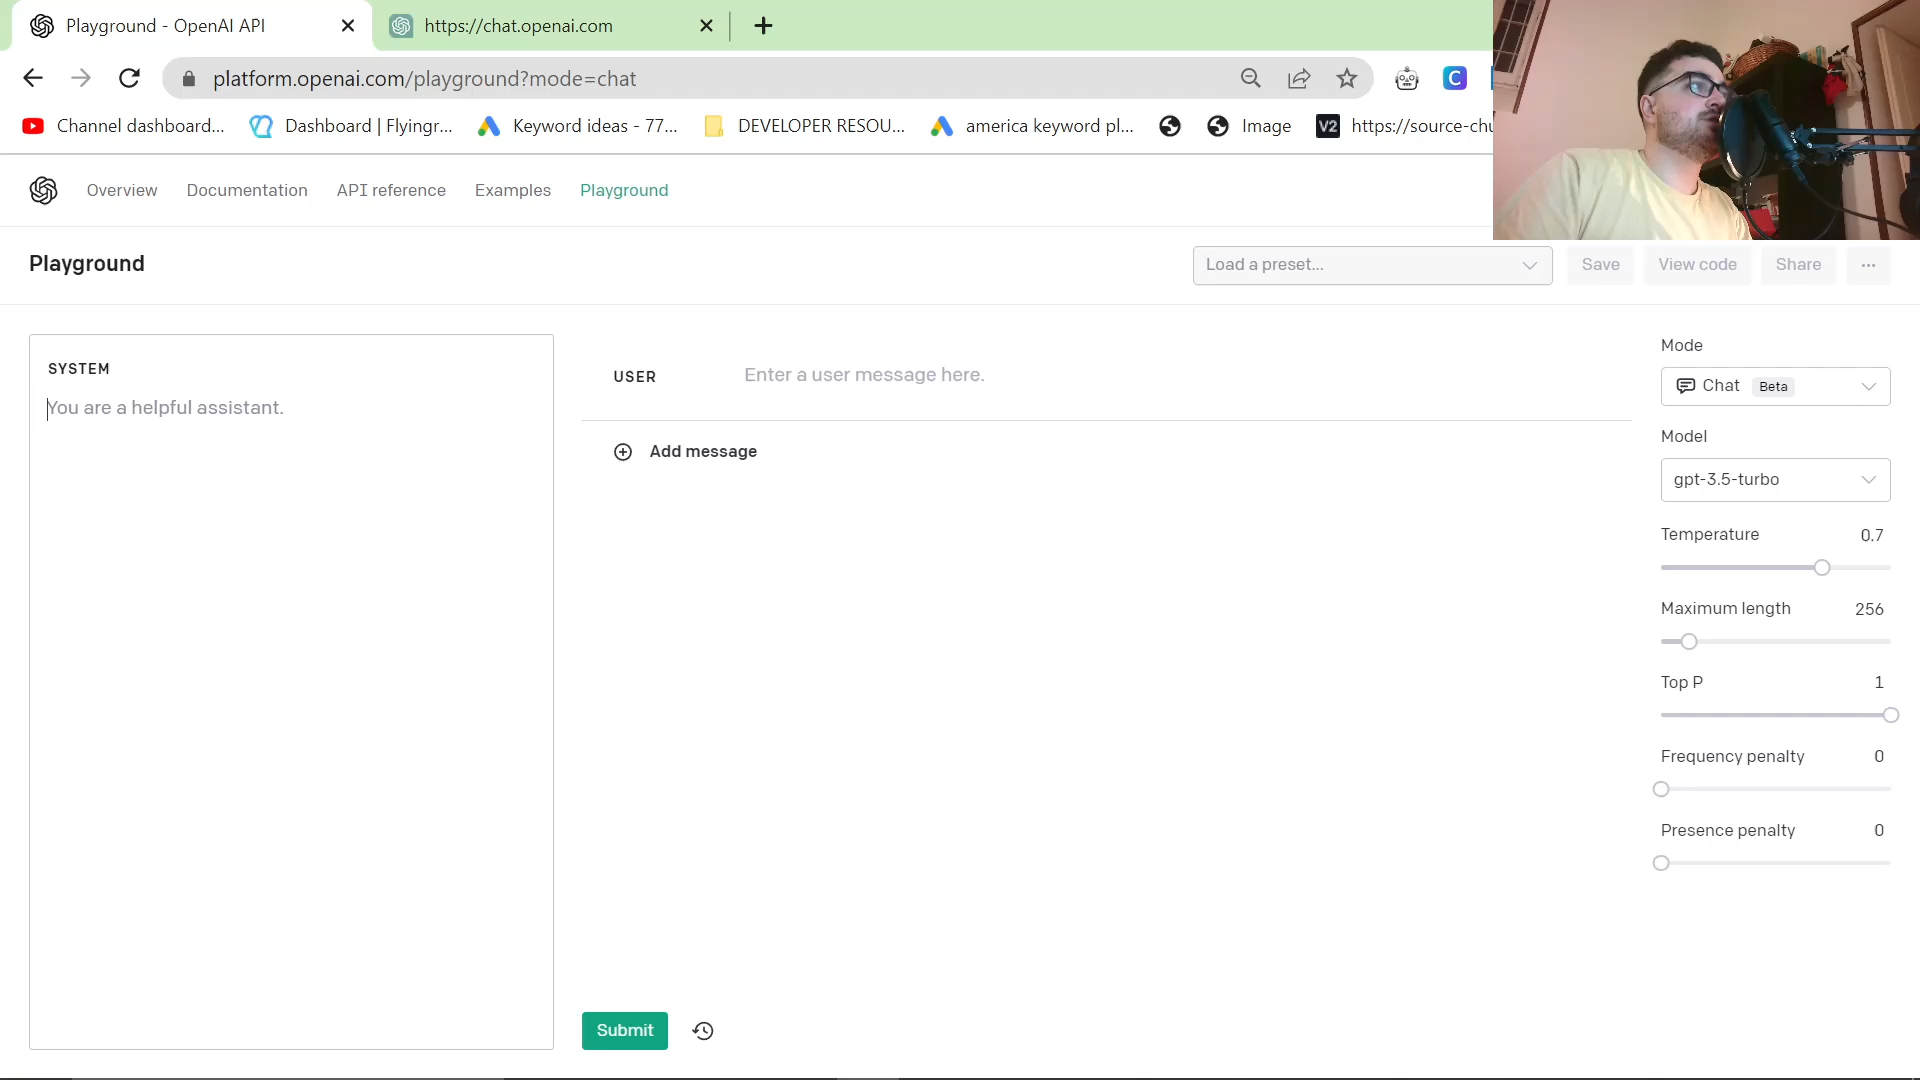 Playground - OpenAI API
https://chat.openai.com
platform.openai.com/playground?mode=chat
C
Channel dashboard...
Dashboard | Flyingr...
Keyword ideas - 77...
DEVELOPER RESOU...
america keyword pl...
Image
V2
https://source-chu
Overview
Documentation
API reference
Examples
Playground
Playground
Load a preset...
Save
View code
Share
...
SYSTEM
You are a helpful assistant.
USER
Enter a user message here.
Add message
Submit
Mode
Chat Beta
Model
gpt-3.5-turbo
Temperature 0.7
Maximum length 256
Top P 1
Frequency penalty 0
Presence penalty 0